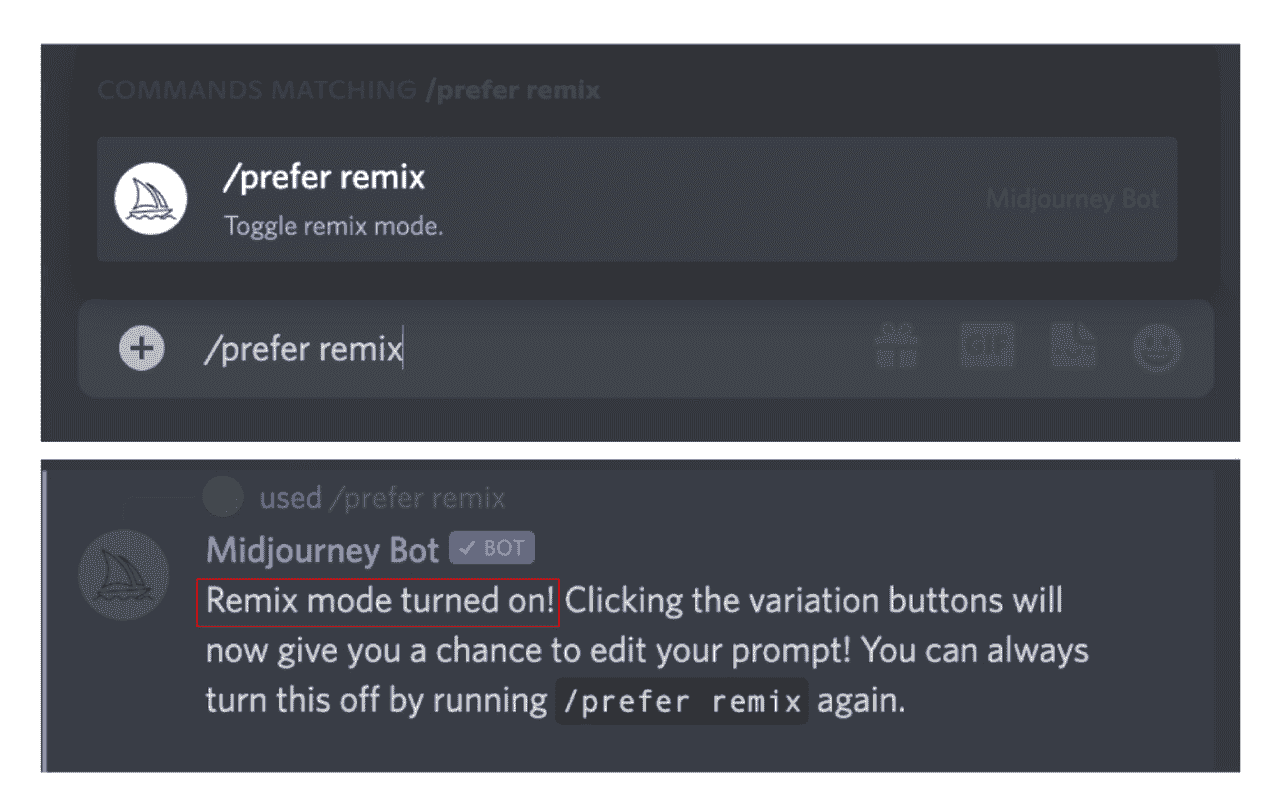 COMMANDS MATCHING /prefer remix
/prefer remix
Toggle remix mode.
Midjourney Bot
/prefer remix
GIF
used /prefer remix
Midjourney Bot ✓ BOT
Remix mode turned on! Clicking the variation buttons will
now give you a chance to edit your prompt! You can always
turn this off by running /prefer remix again.